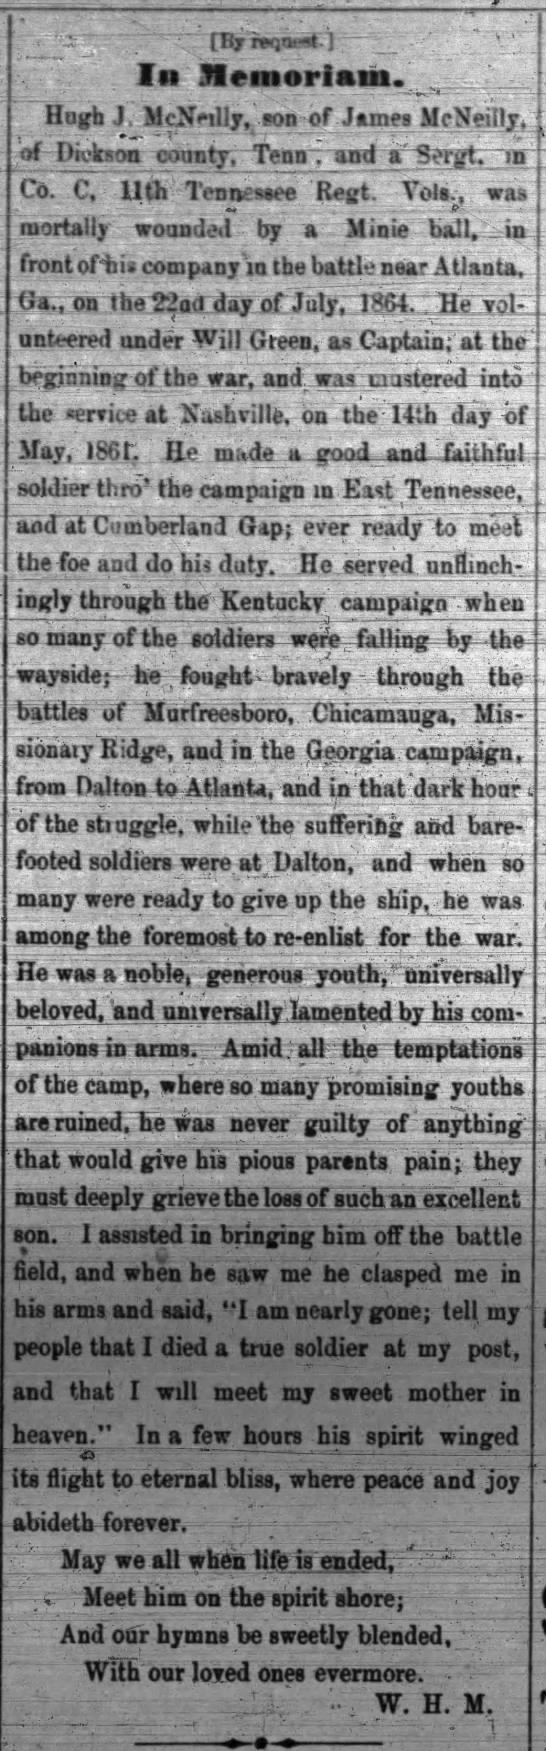 [By request.]
In Memoriam.
Hugh J. McNeilly, son of James McNeilly,
of Dickson county, Tenn., and a Sergt. in
Co. C, 11th Tennessee Regt. Vols., was
mortally wounded by a Minie ball, in
front of his company in the battle near Atlanta,
Ga., on the 22nd day of July, 1864. He vol-
unteered under Will Green, as Captain, at the
beginning of the war, and was mustered into
the service at Nashville, on the 14th day of
May, 1861. He made a good and faithful
soldier thro' the campaign in East Tennessee,
and at Cumberland Gap; ever ready to meet
the foe and do his duty. He served unflinch-
ingly through the Kentucky campaign when
so many of the soldiers were falling by the
wayside; he fought bravely through the
battles of Murfreesboro, Chicamauga, Mis-
sionary Ridge, and in the Georgia campaign,
from Dalton to Atlanta, and in that dark hour
of the struggle, while the suffering and bare-
footed soldiers were at Dalton, and when so
many were ready to give up the ship, he was
among the foremost to re-enlist for the war.
He was a noble, generous youth, universally
beloved, and universally lamented by his com-
panions in arms. Amid all the temptations
of the camp, where so many promising youths
are ruined, he was never guilty of anything
that would give his pious parents pain; they
must deeply grieve the loss of such an excellent
son. I assisted in bringing him off the battle
field, and when he saw me he clasped me in
his arms and said, "I am nearly gone; tell my
people that I died a true soldier at my post,
and that I will meet my sweet mother in
heaven." In a few hours his spirit winged
its flight to eternal bliss, where peace and joy
abideth forever.
May we all when life is ended,
Meet him on the spirit shore;
And our hymns be sweetly blended,
With our loved ones evermore.
W. H. M.